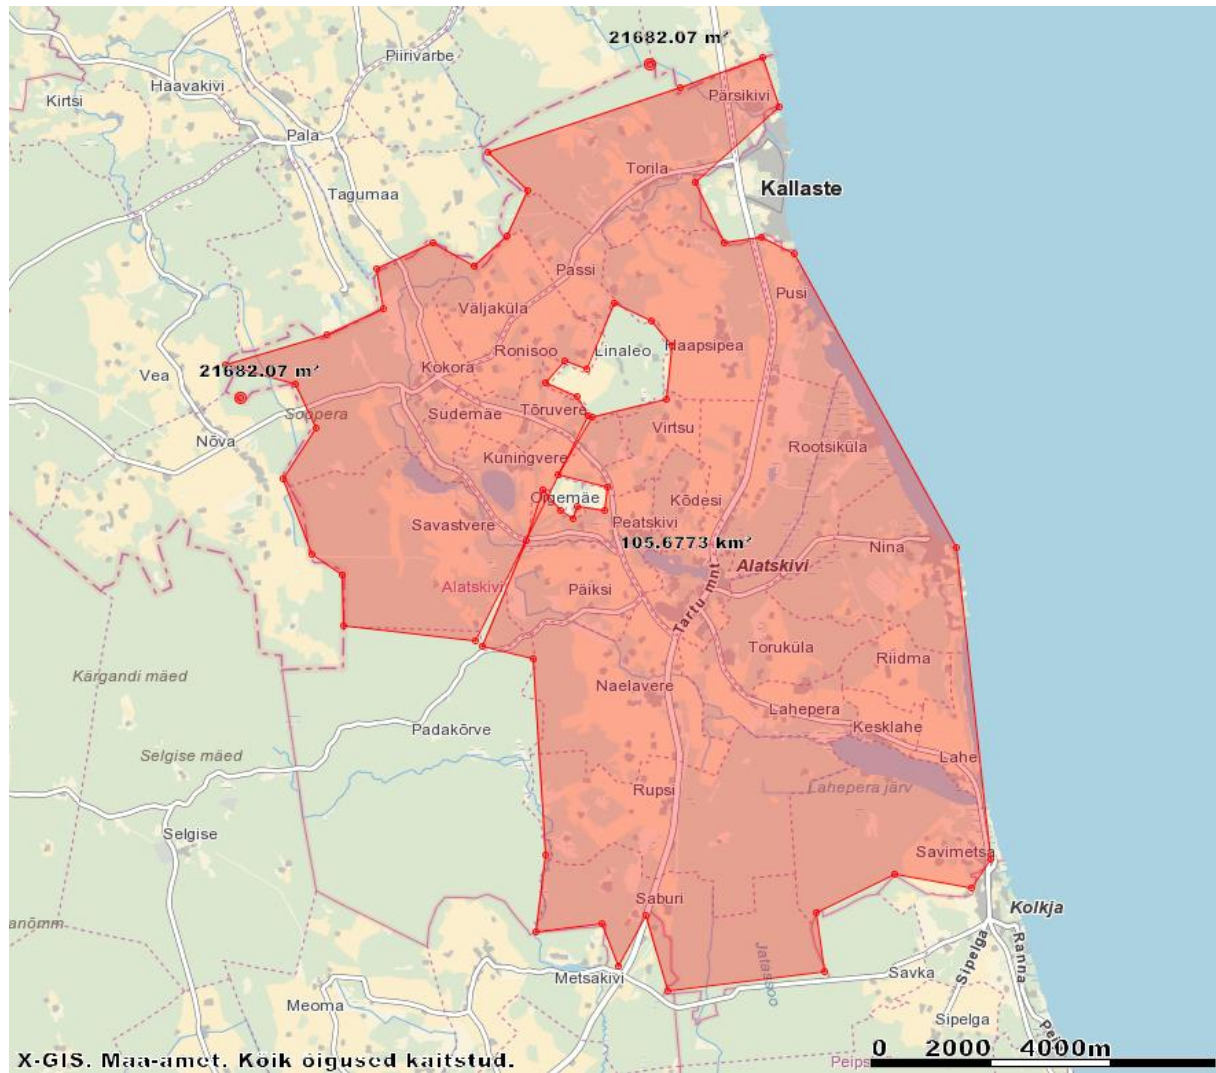 21682.07 m²
Piirivarbe
Haavakivi
Kirtsi
Pärsikivi
Pala
Torila
Kallaste
Tagumaa
Passi
Pusi
Väljaküla
Ronisoo
Linaleo
Haapsipea
Kokora
Vea
21682.07 m²
Soopera
Sudemäe
Tõruvere
Virtsu
Nõva
Rootsiküla
Kuningvere
Õigemäe
Kõdesi
Savastvere
Peatskivi
105.6773 km²
Nina
Alatskivi
Alatskivi
Päiksi
Tartu mnt
Toruküla
Riidma
Kärgandi mäed
Naelavere
Lahepera
Kesklahe
Padakõrve
Selgise mäed
Lahe
Rupsi
Lahepera järv
Selgise
Savimetsa
Saburi
Kolkja
anõmm
Sipelga
Ranna
Jatassoo
Metsakivi
Savka
Meoma
Sipelga
X-GIS. Maa-amet. Kõik õigused kaitstud.
0 2000 4000m